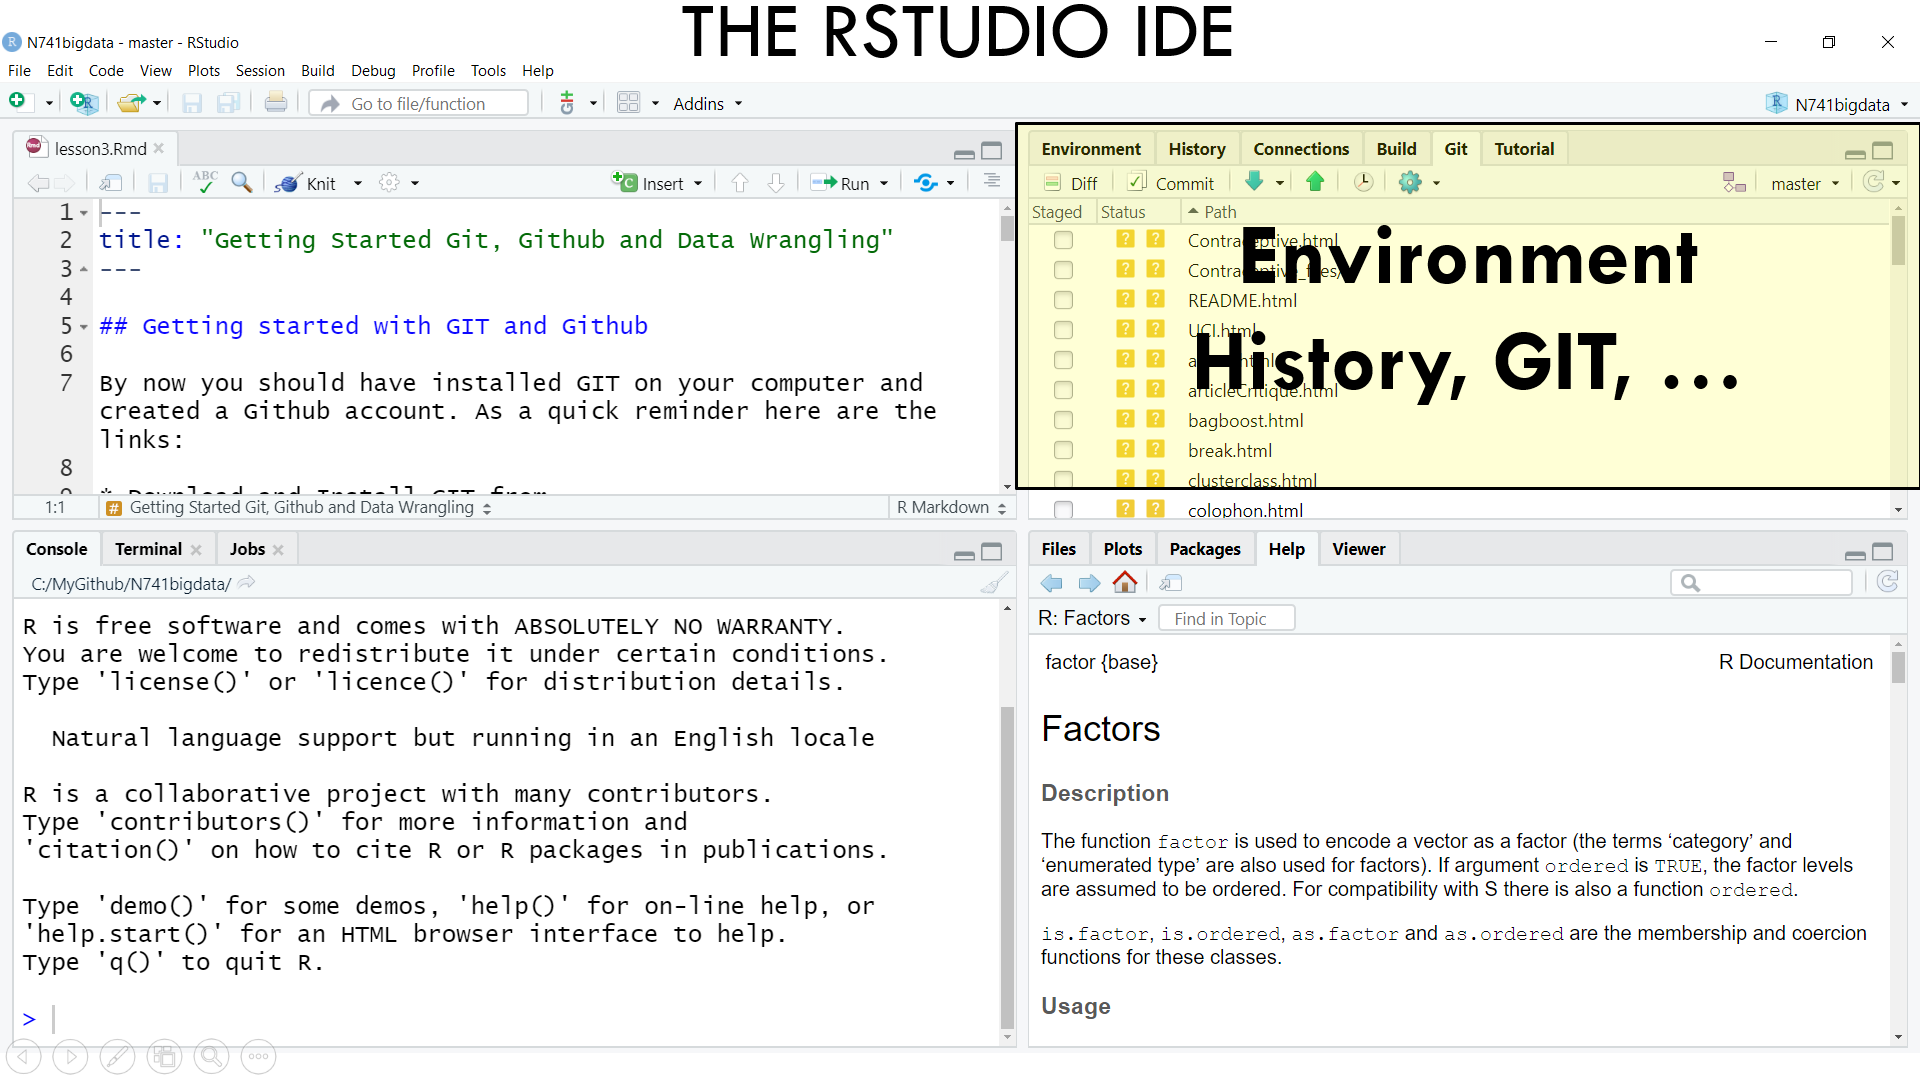 THE RSTUDIO IDE
N741bigdata - master - RStudio
File Edit Code View Plots Session Build Debug Profile Tools Help
Go to file/function Addins N741bigdata
lesson3.Rmd
ABC Knit Insert Run
1 ---
2 title: "Getting Started Git, Github and Data Wrangling"
3 ---
4
5 ## Getting started with GIT and Github
6
7 By now you should have installed GIT on your computer and
created a Github account. As a quick reminder here are the
links:
8
9 * Download and Install GIT from
1:1 Getting Started Git, Github and Data Wrangling R Markdown
Environment History Connections Build Git Tutorial
Diff Commit master
Staged Status Path
Contraceptive.html
Contraceptive_files/
README.html
UCI.html
articleCritique.html
bagboost.html
break.html
clusterclass.html
colophon.html
Environment
History, GIT, ...
Console Terminal Jobs
C:/MyGithub/N741bigdata/
R is free software and comes with ABSOLUTELY NO WARRANTY.
You are welcome to redistribute it under certain conditions.
Type 'license()' or 'licence()' for distribution details.
Natural language support but running in an English locale
R is a collaborative project with many contributors.
Type 'contributors()' for more information and
'citation()' on how to cite R or R packages in publications.
Type 'demo()' for some demos, 'help()' for on-line help, or
'help.start()' for an HTML browser interface to help.
Type 'q()' to quit R.
>
Files Plots Packages Help Viewer
R: Factors Find in Topic
factor {base} R Documentation
Factors
Description
The function factor is used to encode a vector as a factor (the terms ‘category’ and
‘enumerated type’ are also used for factors). If argument ordered is TRUE, the factor levels
are assumed to be ordered. For compatibility with S there is also a function ordered.
is.factor, is.ordered, as.factor and as.ordered are the membership and coercion
functions for these classes.
Usage